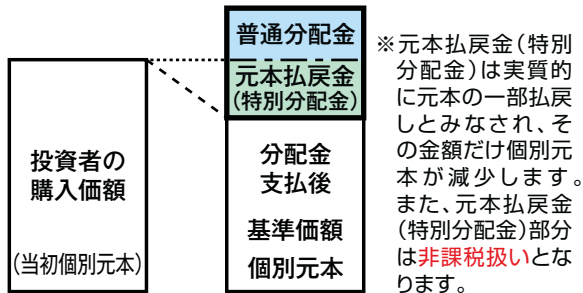 普通分配金
元本払戻金
(特別分配金)
投資者の
購入価額
(当初個別元本)
分配金
支払後
基準価額
個別元本
※元本払戻金(特別
分配金)は実質的
に元本の一部払戻
しとみなされ、そ
の金額だけ個別元
本が減少します。
また、元本払戻金
(特別分配金)部分
は非課税扱いとな
ります。